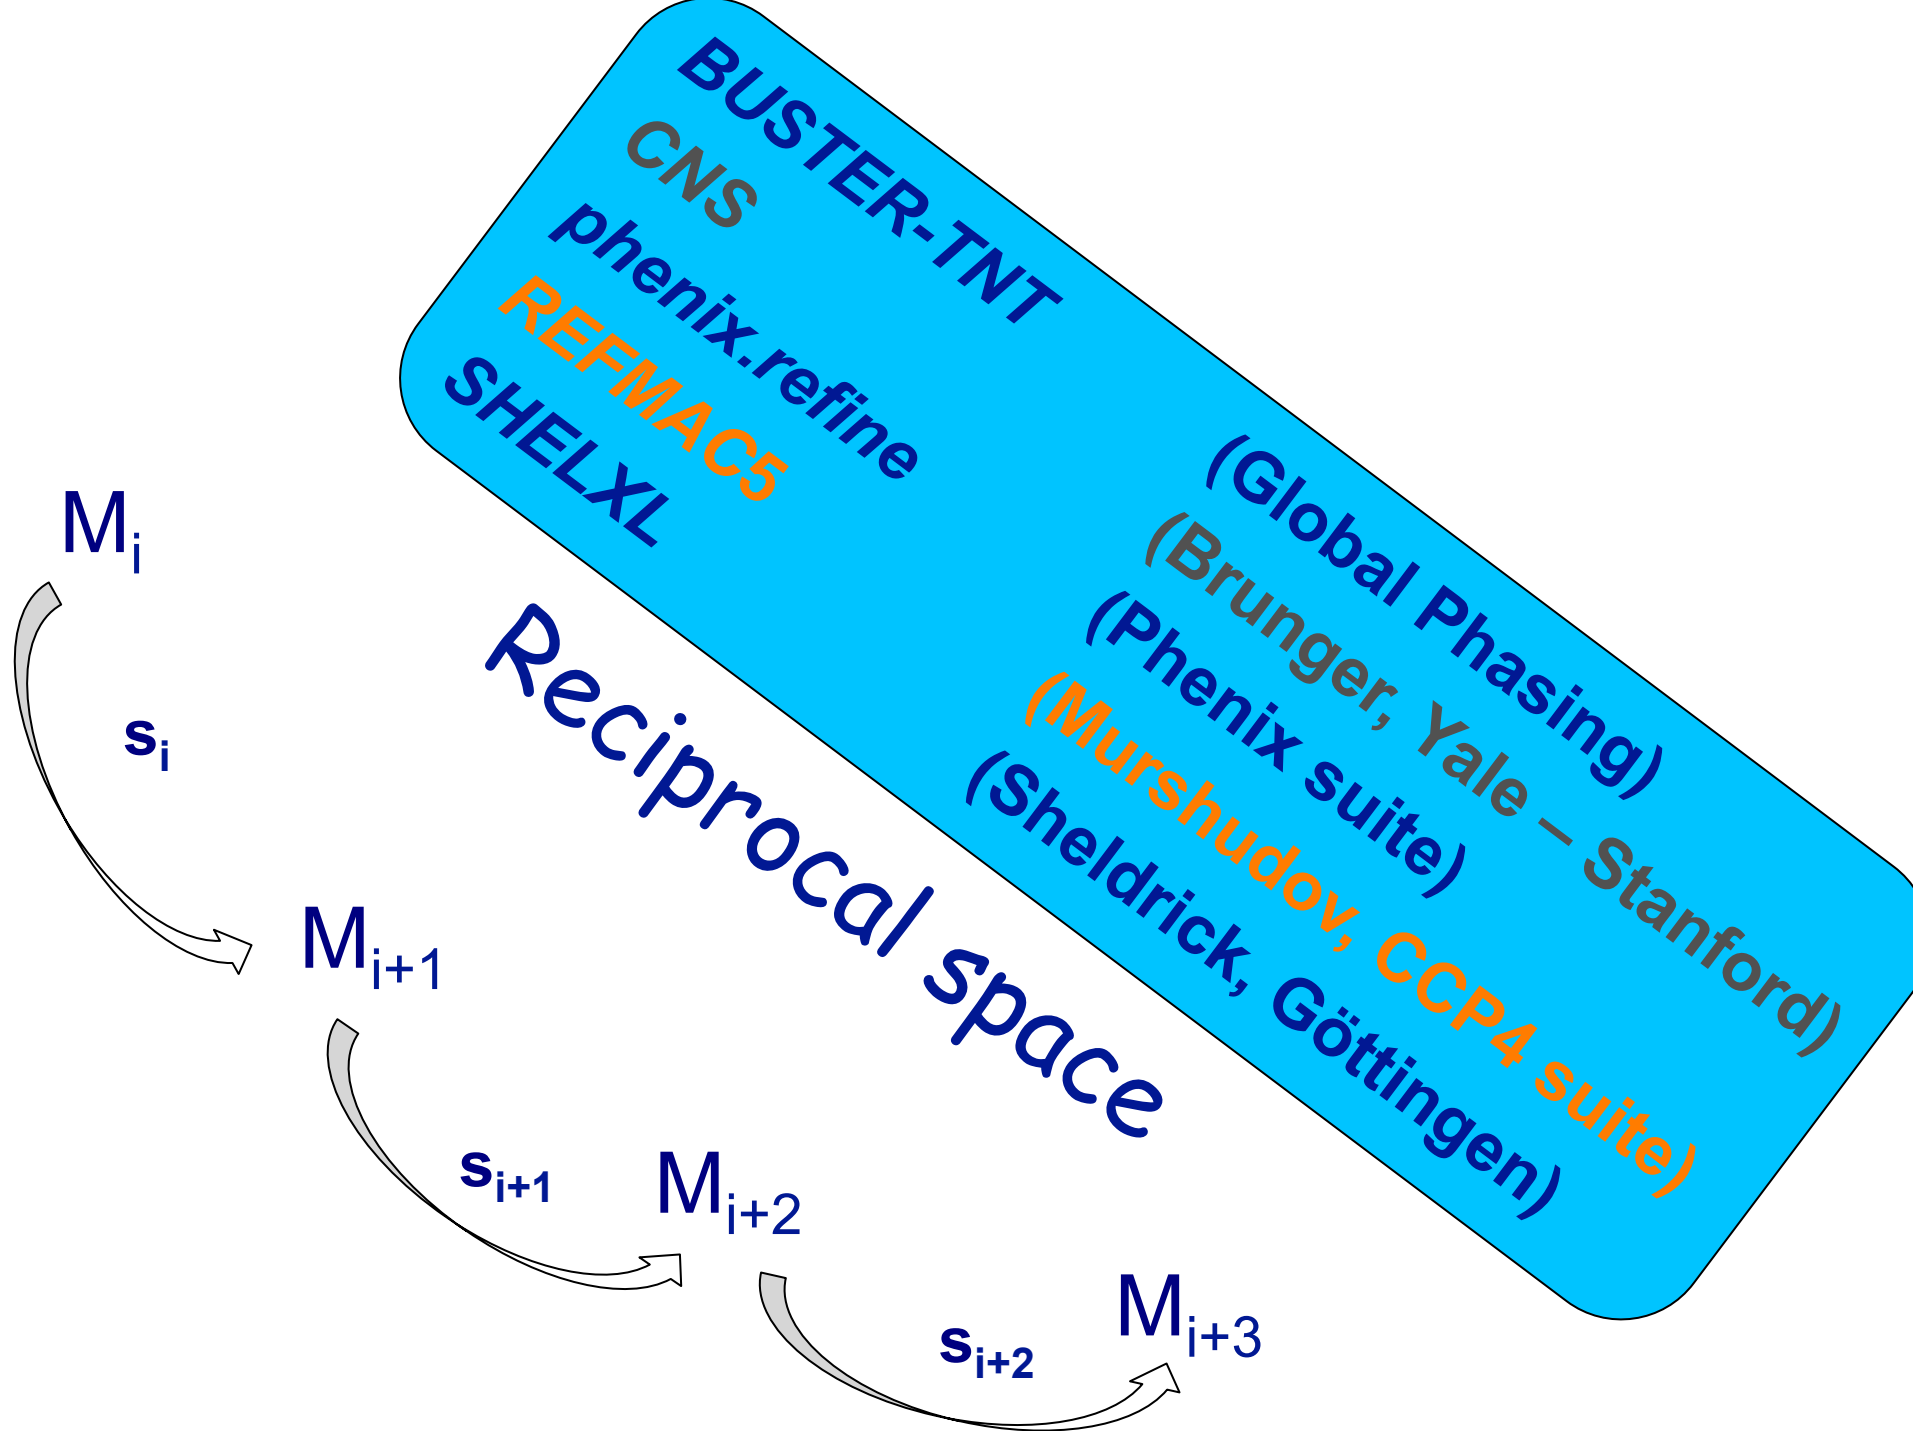 BUSTER-TNT (Global Phasing)
CNS (Brunger, Yale – Stanford)
phenix.refine (Phenix suite)
REFMAC5 (Murshudov, CCP4 suite)
SHELXL (Sheldrick, Göttingen)
Reciprocal space
Mi
si
Mi+1
si+1
Mi+2
si+2
Mi+3